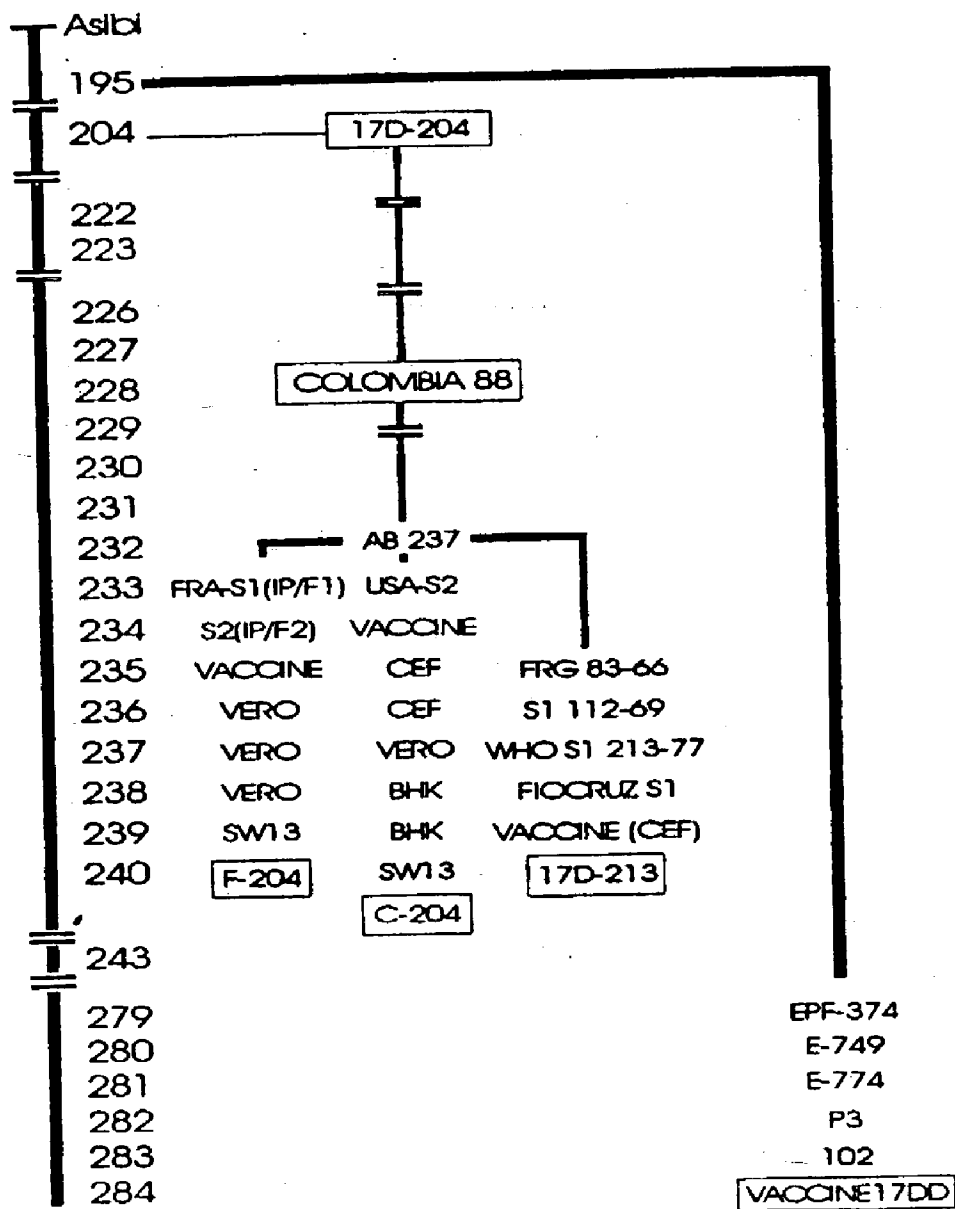 Asibi
195
204 17D-204
222
223
226
227
228 COLOMBIA 88
229
230
231
232 AB 237
233 FRA-S1(IP/F1) USA-S2
234 S2(IP/F2) VACCINE
235 VACCINE CEF FRG 83-66
236 VERO CEF S1 112-69
237 VERO VERO WHO S1 213-77
238 VERO BHK FIOCRUZ S1
239 SW13 BHK VACCINE (CEF)
240 F-204 SW13 17D-213
C-204
243
279 EPF-374
280 E-749
281 E-774
282 P3
283 102
284 VACCINE17DD